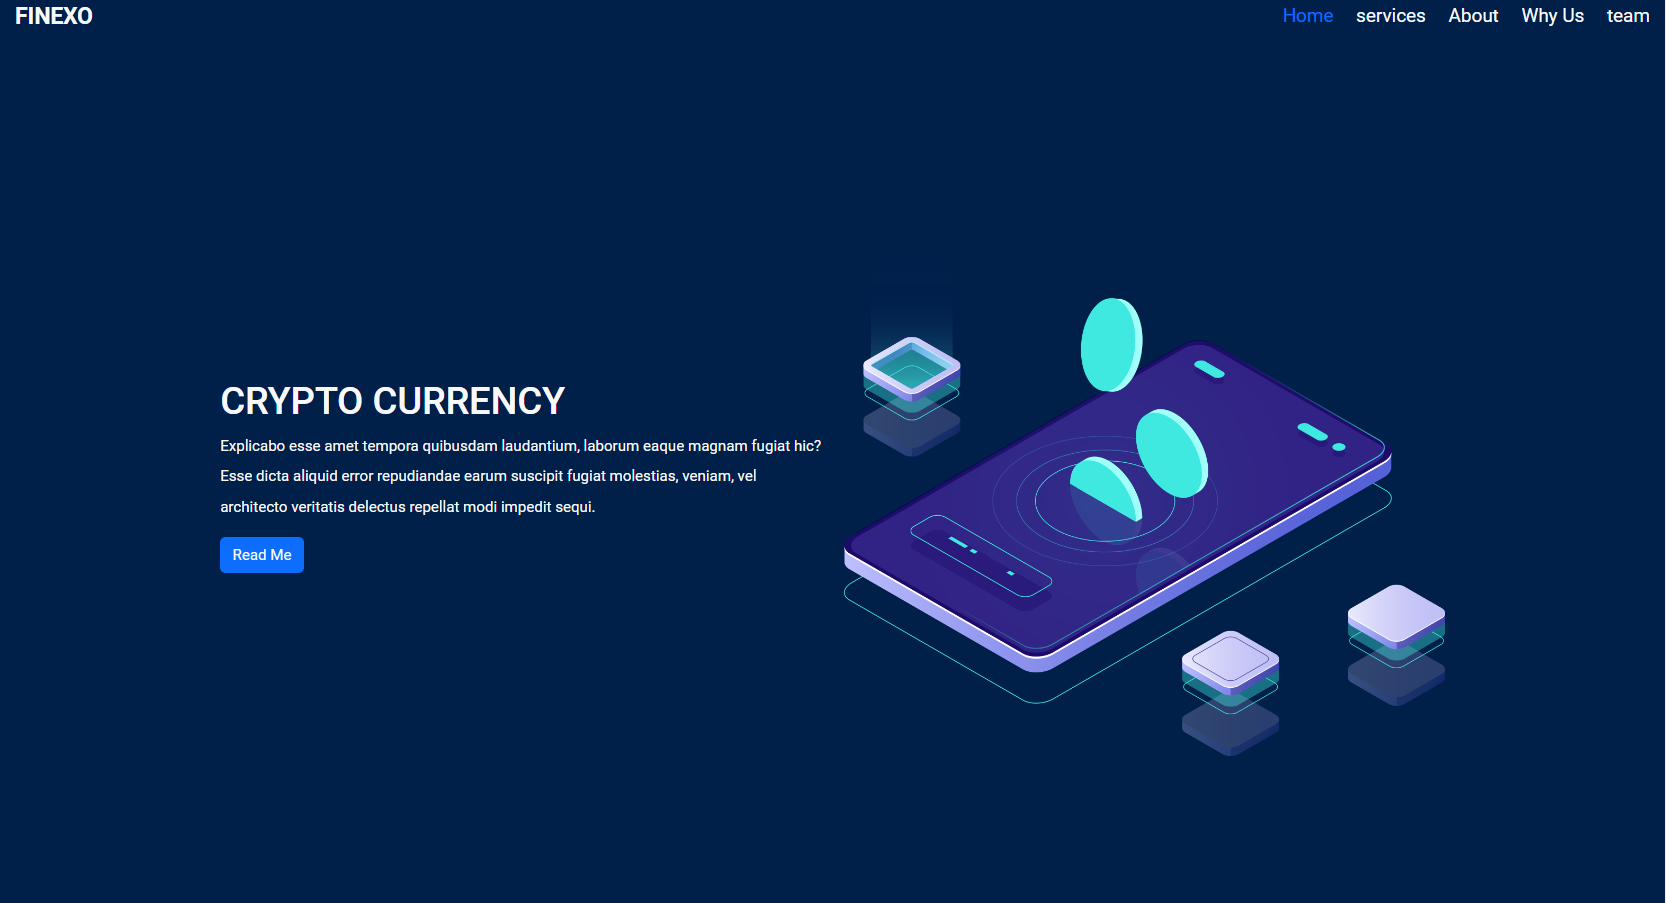 FINEXO
Home services About Why Us team
CRYPTO CURRENCY
Explicabo esse amet tempora quibusdam laudantium, laborum eaque magnam fugiat hic?
Esse dicta aliquid error repudiandae earum suscipit fugiat molestias, veniam, vel
architecto veritatis delectus repellat modi impedit sequi.
Read Me